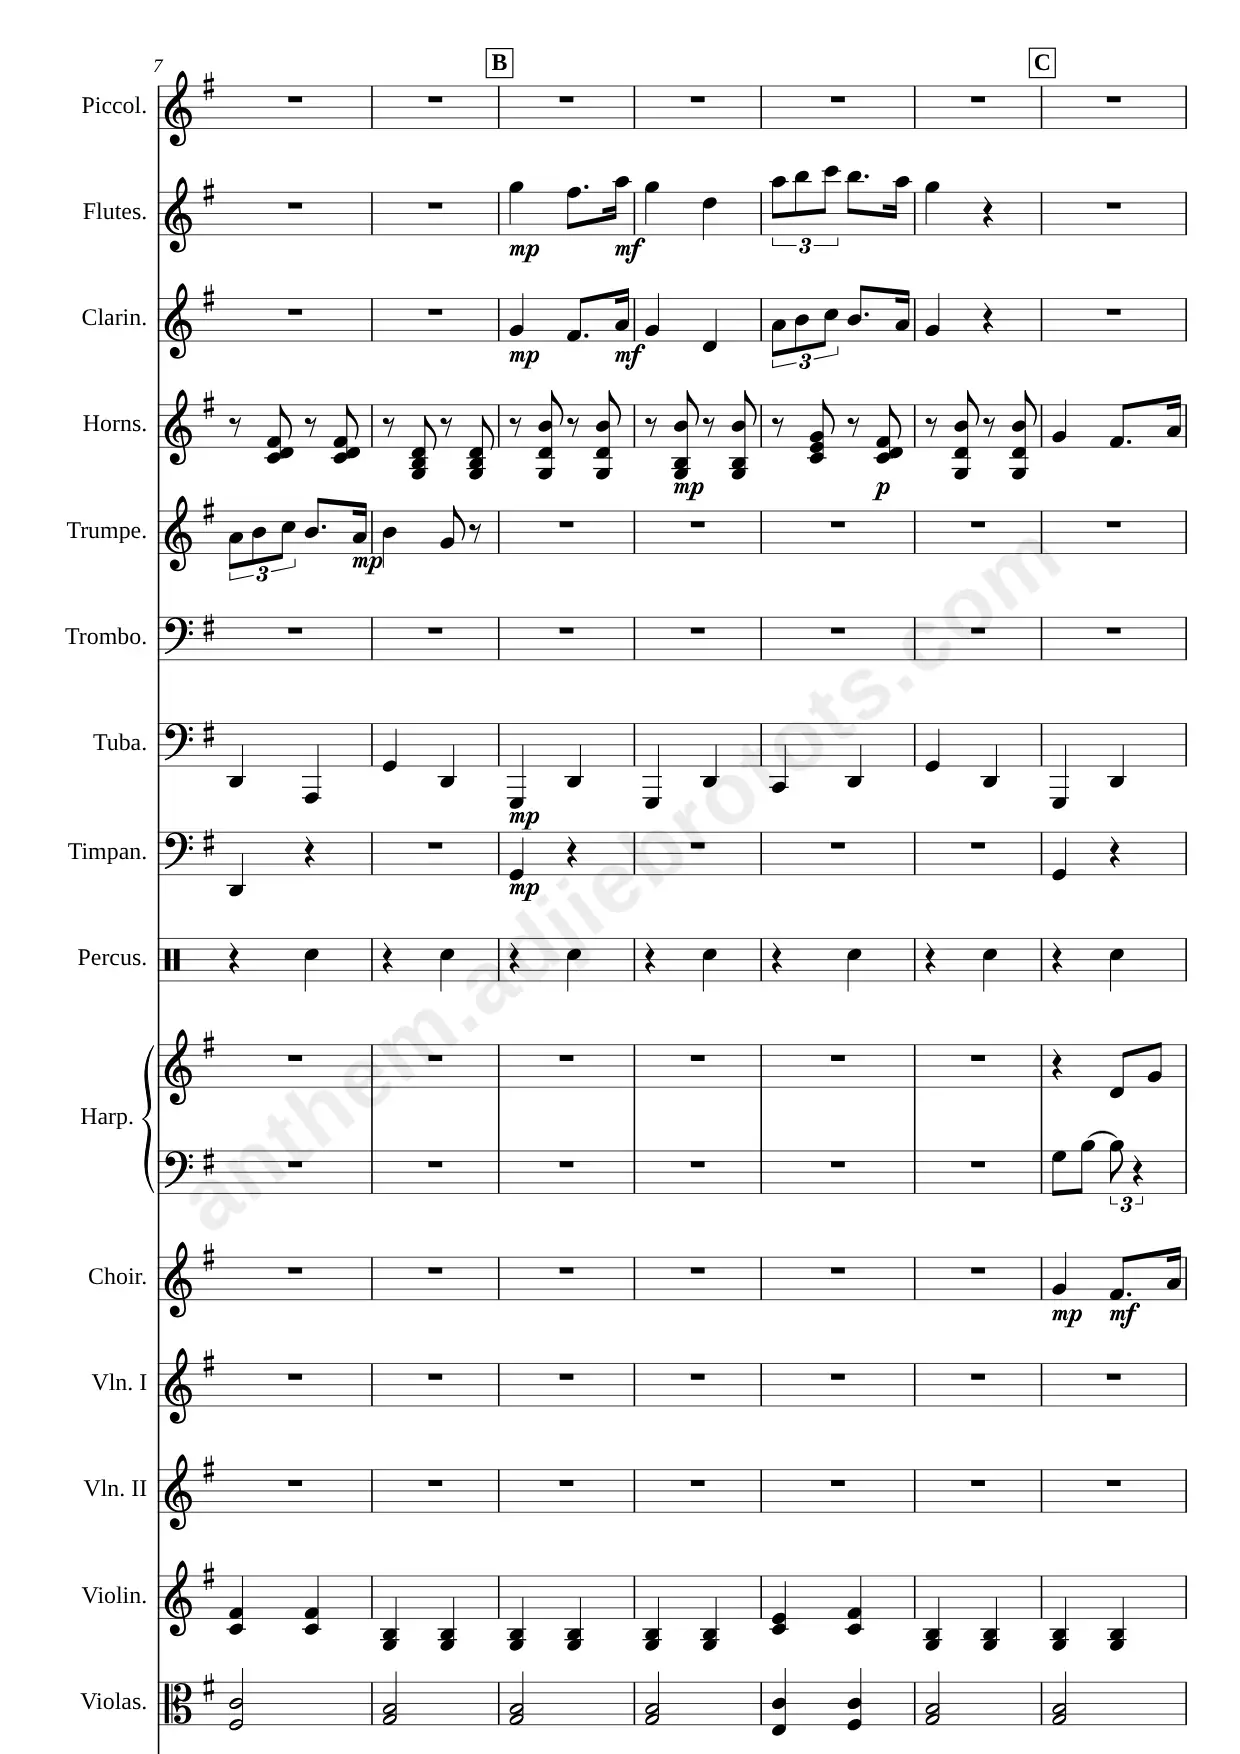 7
B
C
Piccol.
Flutes.
mp mf
3
Clarin.
mp mf
3
Horns.
mp p
Trumpe.
3 mp
Trombo.
Tuba.
mp
Timpan.
mp
Percus.
Harp.
3
Choir.
mp mf
Vln. I
Vln. II
Violin.
Violas.
anthem.adjiebrotots.com